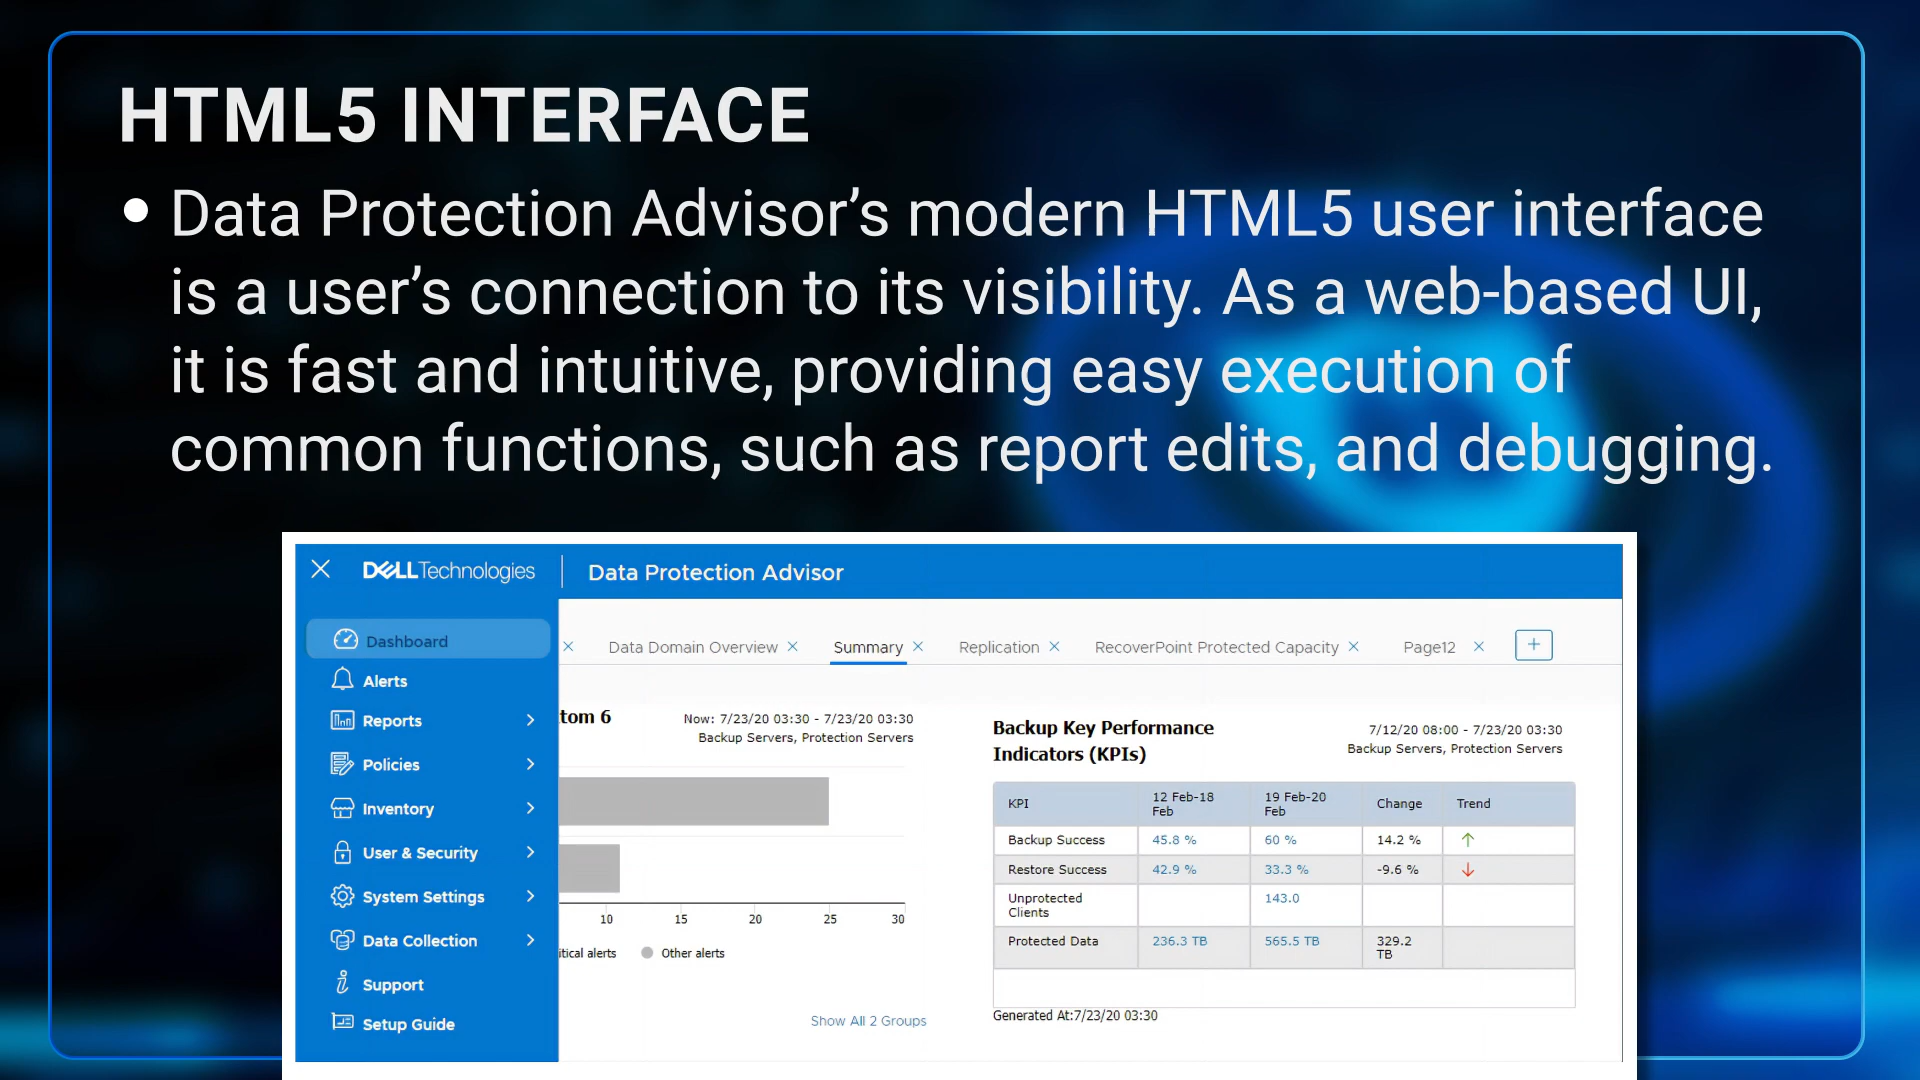 HTML5 INTERFACE
• Data Protection Advisor’s modern HTML5 user interface
is a user’s connection to its visibility. As a web-based UI,
it is fast and intuitive, providing easy execution of
common functions, such as report edits, and debugging.
DELLTechnologies
Data Protection Advisor
Dashboard
Alerts
Reports
Policies
Inventory
User & Security
System Settings
Data Collection
Support
Setup Guide
Data Domain Overview
Summary
Replication
RecoverPoint Protected Capacity
Page12
+
tom 6
Now: 7/23/20 03:30 - 7/23/20 03:30
Backup Servers, Protection Servers
10 15 20 25 30
itical alerts
Other alerts
Show All 2 Groups
Backup Key Performance
Indicators (KPIs)
7/12/20 08:00 - 7/23/20 03:30
Backup Servers, Protection Servers
KPI
12 Feb-18
Feb
19 Feb-20
Feb
Change
Trend
Backup Success 45.8 % 60 % 14.2 % ↑
Restore Success 42.9 % 33.3 % -9.6 % ↓
Unprotected
Clients
143.0
Protected Data 236.3 TB 565.5 TB 329.2
TB
Generated At:7/23/20 03:30